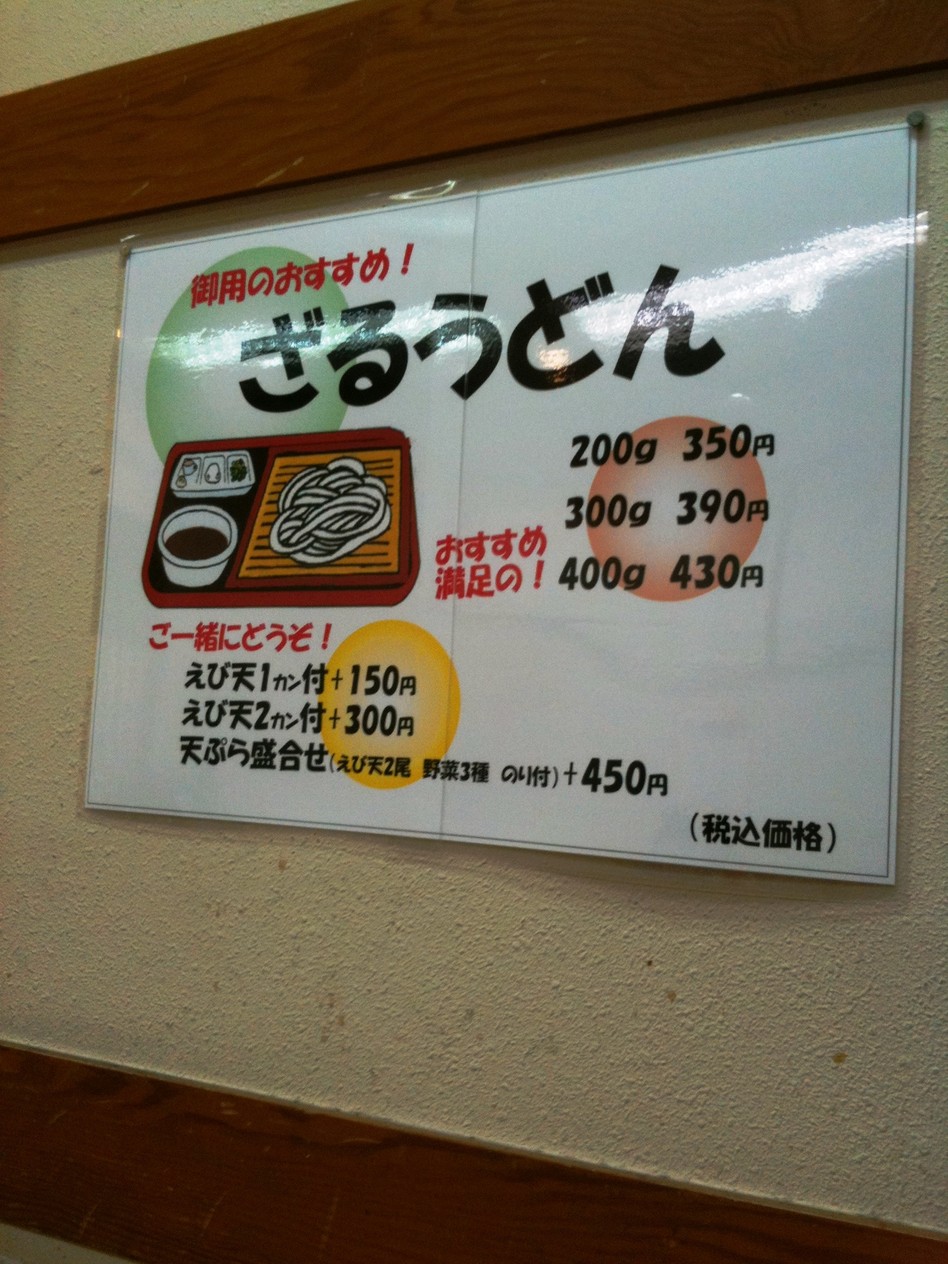 御用のおすすめ！
ざるうどん
200g 350円
300g 390円
おすすめ
満足の！ 400g 430円
ご一緒にどうぞ！
えび天1カン付+150円
えび天2カン付+300円
天ぷら盛合せ(えび天2尾 野菜3種 のり付)+450円
(税込価格)